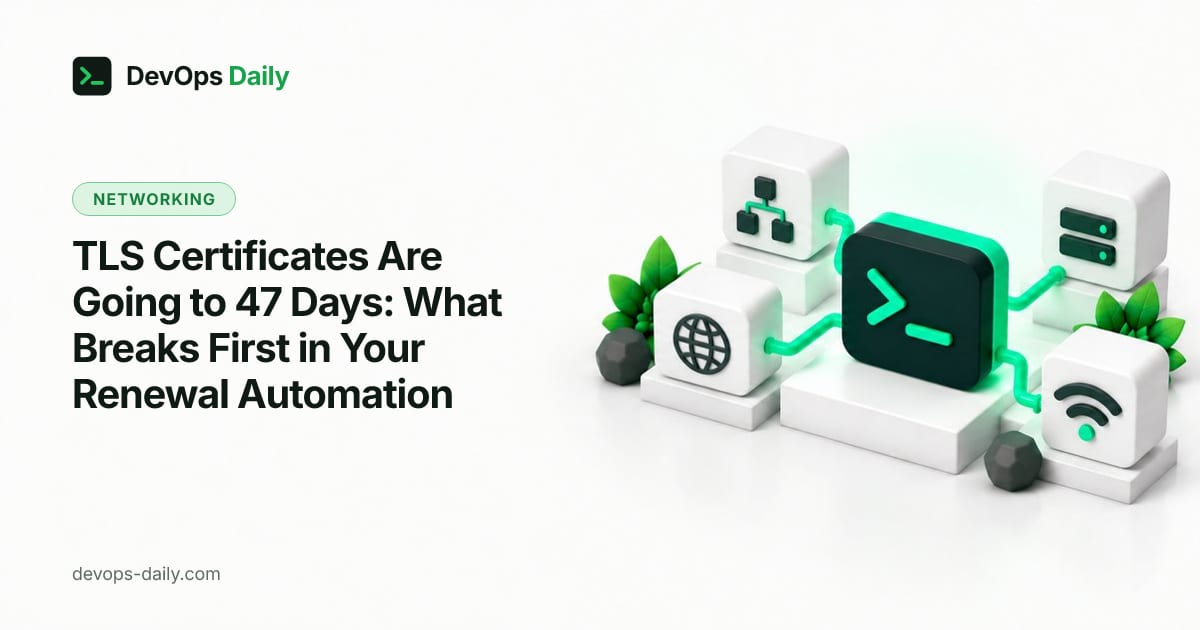 DevOps Daily
NETWORKING
TLS Certificates Are
Going to 47 Days: What
Breaks First in Your
Renewal Automation
devops-daily.com